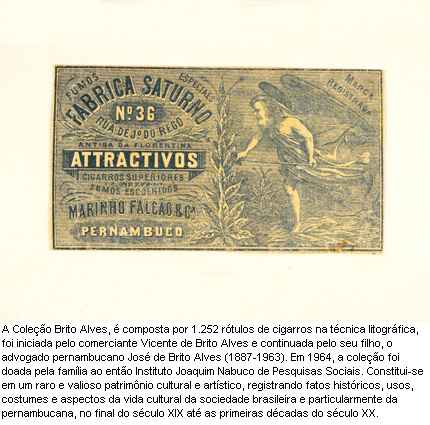 FUMOS ESPECIAL
FABRICA SATURNO
Nº 36
RUA DE Jº DO REGO
ANTIGA DA FLORENTINA
ATTRACTIVOS
CIGARROS SUPERIORES
FUMOS ESCOLHIDOS
MARINHO FALCÃO & Cª
PERNAMBUCO
MARCA
REGISTRADA
A Coleção Brito Alves, é composta por 1.252 rótulos de cigarros na técnica litográfica,
foi iniciada pelo comerciante Vicente de Brito Alves e continuada pelo seu filho, o
advogado pernambucano José de Brito Alves (1887-1963). Em 1964, a coleção foi
doada pela família ao então Instituto Joaquim Nabuco de Pesquisas Sociais. Constitui-se
em um raro e valioso patrimônio cultural e artístico, registrando fatos históricos, usos,
costumes e aspectos da vida cultural da sociedade brasileira e particularmente da
pernambucana, no final do século XIX até as primeiras décadas do século XX.